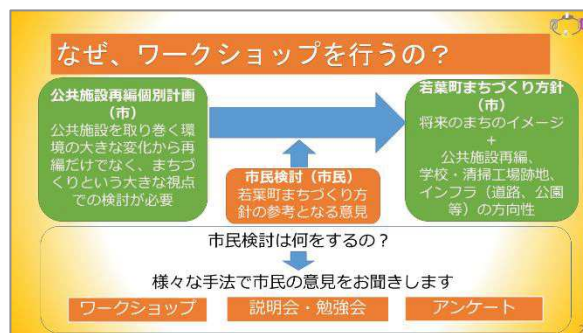 なぜ、ワークショップを行うの？
公共施設再編個別計画
（市）
公共施設を取り巻く環
境の大きな変化から再
編だけでなく、まちづ
くりという大きな視点
での検討が必要
市民検討（市民）
若葉町まちづくり方
針の参考となる意見
若葉町まちづくり方針
（市）
将来のまちのイメージ
+
公共施設再編、
学校・清掃工場跡地、
インフラ（道路、公園
等）の方向性
市民検討は何をするの？
様々な手法で市民の意見をお聞きします
ワークショップ
説明会・勉強会
アンケート